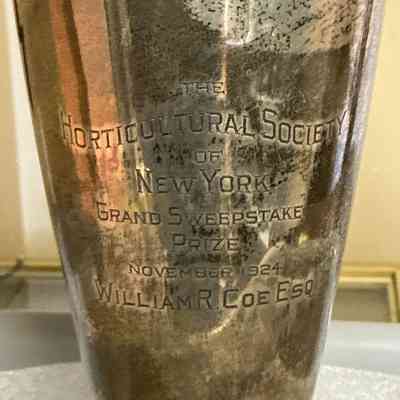 THE
HORTICULTURAL SOCIETY
OF
NEW YORK
GRAND SWEEPSTAKE
PRIZE
NOVEMBER 1924
WILLIAM R. COE ESQ